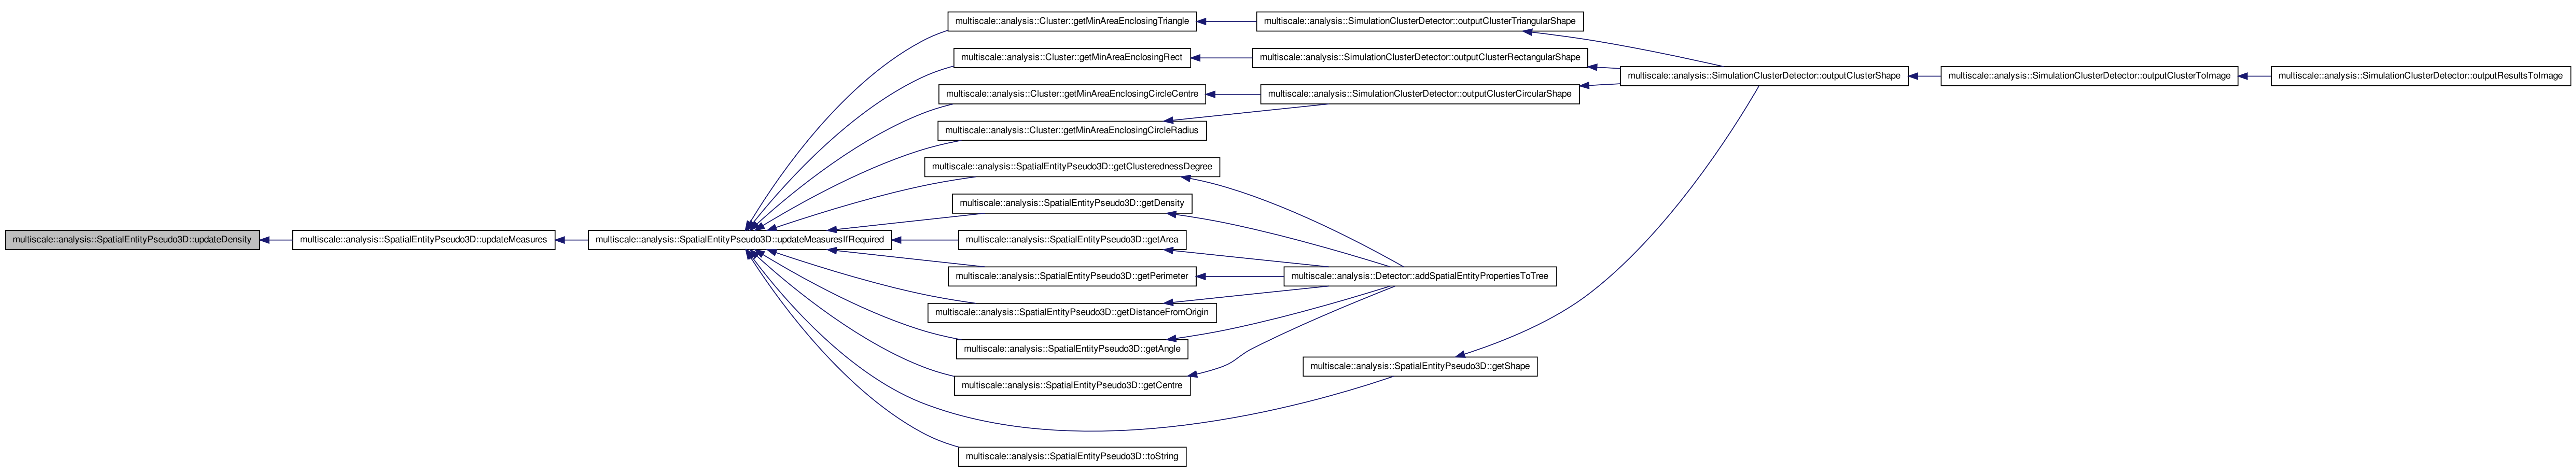 multiscale::analysis::Cluster::getMinAreaEnclosingTriangle
multiscale::analysis::SimulationClusterDetector::outputClusterTriangularShape
multiscale::analysis::Cluster::getMinAreaEnclosingRect
multiscale::analysis::SimulationClusterDetector::outputClusterRectangularShape
multiscale::analysis::SimulationClusterDetector::outputClusterShape
multiscale::analysis::SimulationClusterDetector::outputClusterToImage
multiscale::analysis::SimulationClusterDetector::outputResultsToImage
multiscale::analysis::Cluster::getMinAreaEnclosingCircleCentre
multiscale::analysis::SimulationClusterDetector::outputClusterCircularShape
multiscale::analysis::Cluster::getMinAreaEnclosingCircleRadius
multiscale::analysis::SpatialEntityPseudo3D::getClusterednessDegree
multiscale::analysis::SpatialEntityPseudo3D::getDensity
multiscale::analysis::SpatialEntityPseudo3D::updateDensity
multiscale::analysis::SpatialEntityPseudo3D::updateMeasures
multiscale::analysis::SpatialEntityPseudo3D::updateMeasuresIfRequired
multiscale::analysis::SpatialEntityPseudo3D::getArea
multiscale::analysis::SpatialEntityPseudo3D::getPerimeter
multiscale::analysis::Detector::addSpatialEntityPropertiesToTree
multiscale::analysis::SpatialEntityPseudo3D::getDistanceFromOrigin
multiscale::analysis::SpatialEntityPseudo3D::getAngle
multiscale::analysis::SpatialEntityPseudo3D::getShape
multiscale::analysis::SpatialEntityPseudo3D::getCentre
multiscale::analysis::SpatialEntityPseudo3D::toString